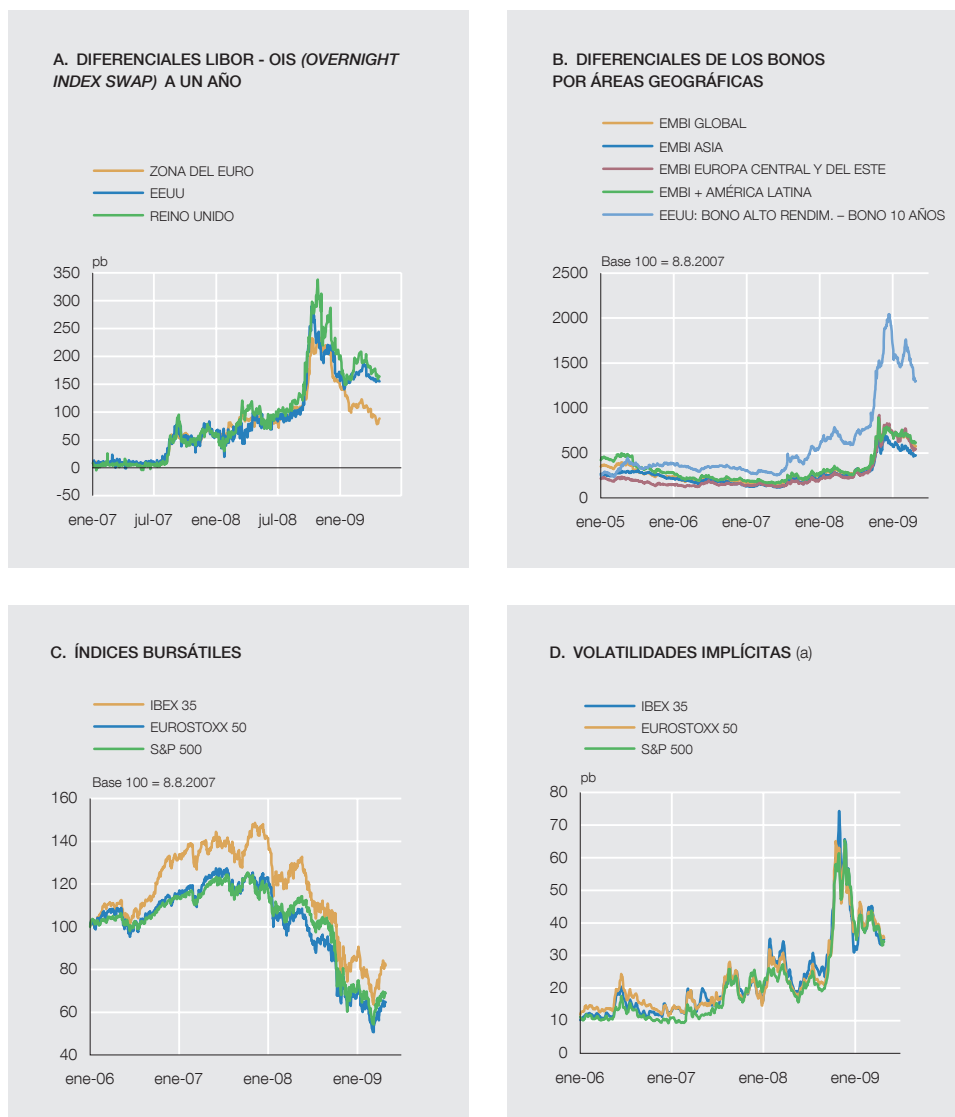 A. DIFERENCIALES LIBOR - OIS (OVERNIGHT
INDEX SWAP) A UN AÑO
ZONA DEL EURO
EEUU
REINO UNIDO
pb
350
300
250
200
150
100
50
0
-50
ene-07 jul-07 ene-08 jul-08 ene-09
B. DIFERENCIALES DE LOS BONOS
POR ÁREAS GEOGRÁFICAS
EMBI GLOBAL
EMBI ASIA
EMBI EUROPA CENTRAL Y DEL ESTE
EMBI + AMÉRICA LATINA
EEUU: BONO ALTO RENDIM. – BONO 10 AÑOS
Base 100 = 8.8.2007
2500
2000
1500
1000
500
0
ene-05 ene-06 ene-07 ene-08 ene-09
C. ÍNDICES BURSÁTILES
IBEX 35
EUROSTOXX 50
S&P 500
Base 100 = 8.8.2007
160
140
120
100
80
60
40
ene-06 ene-07 ene-08 ene-09
D. VOLATILIDADES IMPLÍCITAS (a)
IBEX 35
EUROSTOXX 50
S&P 500
pb
80
70
60
50
40
30
20
10
0
ene-06 ene-07 ene-08 ene-09